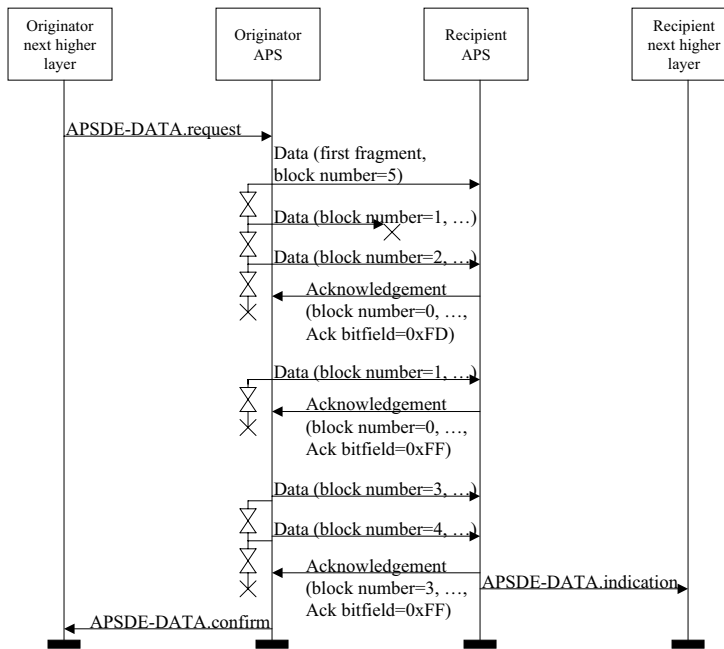 Originator
next higher
layer
Originator
APS
Recipient
APS
Recipient
next higher
layer
APSDE-DATA.request
Data (first fragment,
block number=5)
Data (block number=1, …)
Data (block number=2, …)
Acknowledgement
(block number=0, …,
Ack bitfield=0xFD)
Data (block number=1, …)
Acknowledgement
(block number=0, …,
Ack bitfield=0xFF)
Data (block number=3, …)
Data (block number=4, …)
Acknowledgement
(block number=3, …,
Ack bitfield=0xFF)
APSDE-DATA.indication
APSDE-DATA.confirm